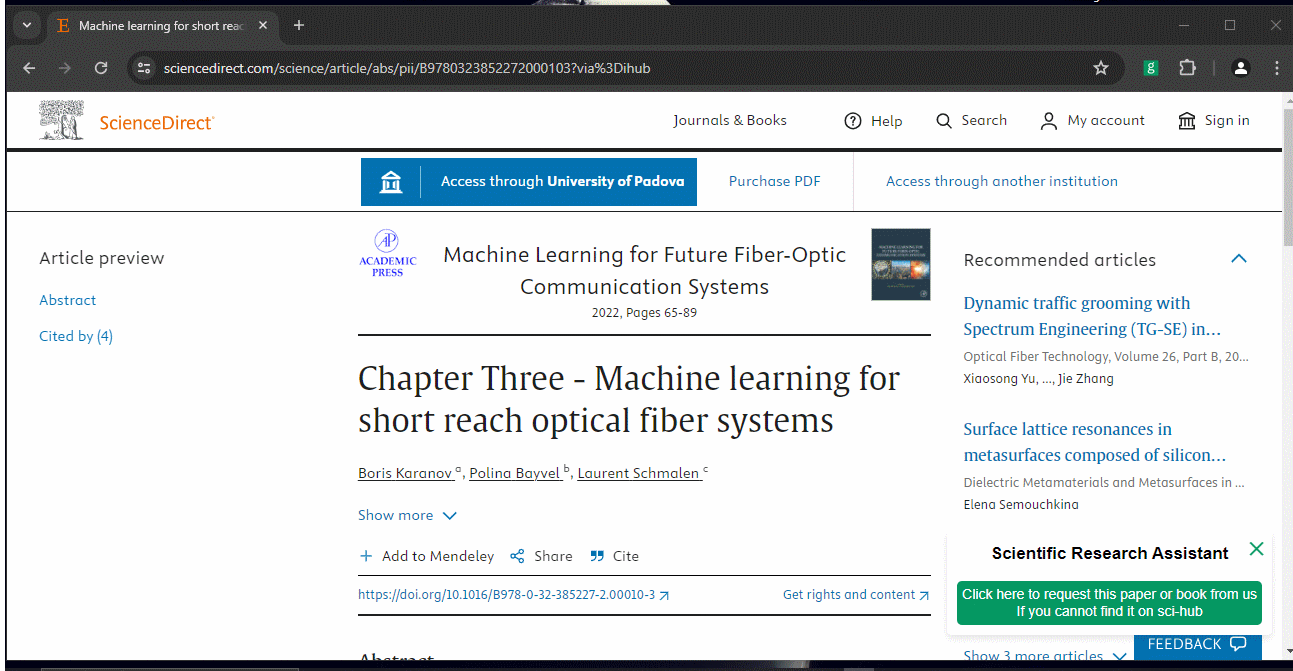 Machine learning for short reac
sciencedirect.com/science/article/abs/pii/B9780323852272000103?via%3Dihub
g
ScienceDirect
Journals & Books
Help
Search
My account
Sign in
Access through University of Padova
Purchase PDF
Access through another institution
Article preview
Abstract
Cited by (4)
AP
ACADEMIC
PRESS
Machine Learning for Future Fiber-Optic
Communication Systems
2022, Pages 65-89
Chapter Three - Machine learning for
short reach optical fiber systems
Boris Karanov a, Polina Bayvel b, Laurent Schmalen c
Show more
Add to Mendeley
Share
Cite
https://doi.org/10.1016/B978-0-32-385227-2.00010-3
Get rights and content
Abstract
Recommended articles
Dynamic traffic grooming with
Spectrum Engineering (TG-SE) in…
Optical Fiber Technology, Volume 26, Part B, 20…
Xiaosong Yu, …, Jie Zhang
Surface lattice resonances in
metasurfaces composed of silicon…
Dielectric Metamaterials and Metasurfaces in …
Elena Semouchkina
Scientific Research Assistant
Click here to request this paper or book from us
If you cannot find it on sci-hub
Show 3 more articles
FEEDBACK